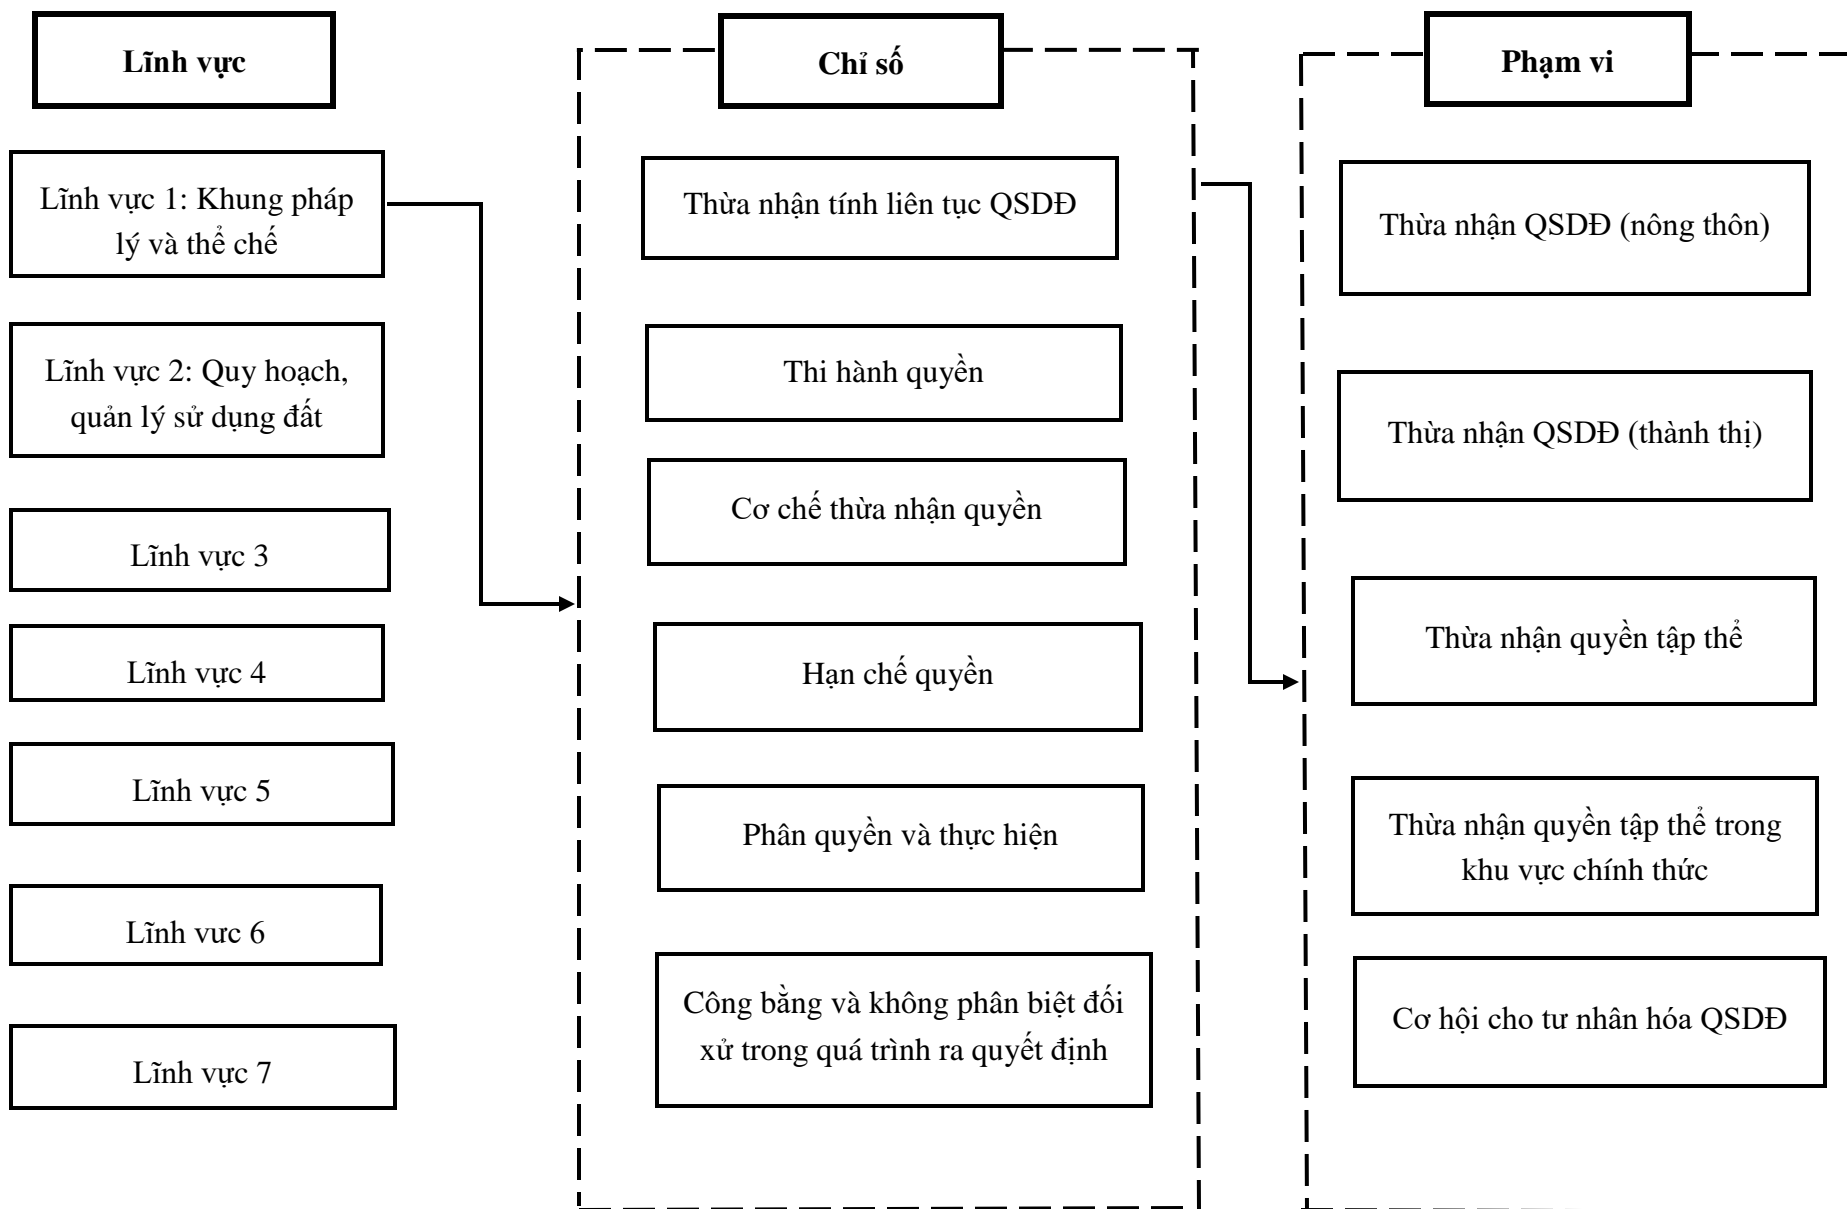 Lĩnh vực
Lĩnh vực 1: Khung pháp
lý và thể chế
Lĩnh vực 2: Quy hoạch,
quản lý sử dụng đất
Lĩnh vực 3
Lĩnh vực 4
Lĩnh vực 5
Lĩnh vưc 6
Lĩnh vực 7
Chỉ số
Thừa nhận tính liên tục QSDĐ
Thi hành quyền
Cơ chế thừa nhận quyền
Hạn chế quyền
Phân quyền và thực hiện
Công bằng và không phân biệt đối
xử trong quá trình ra quyết định
Phạm vi
Thừa nhận QSDĐ (nông thôn)
Thừa nhận QSDĐ (thành thị)
Thừa nhận quyền tập thể
Thừa nhận quyền tập thể trong
khu vực chính thức
Cơ hội cho tư nhân hóa QSDĐ